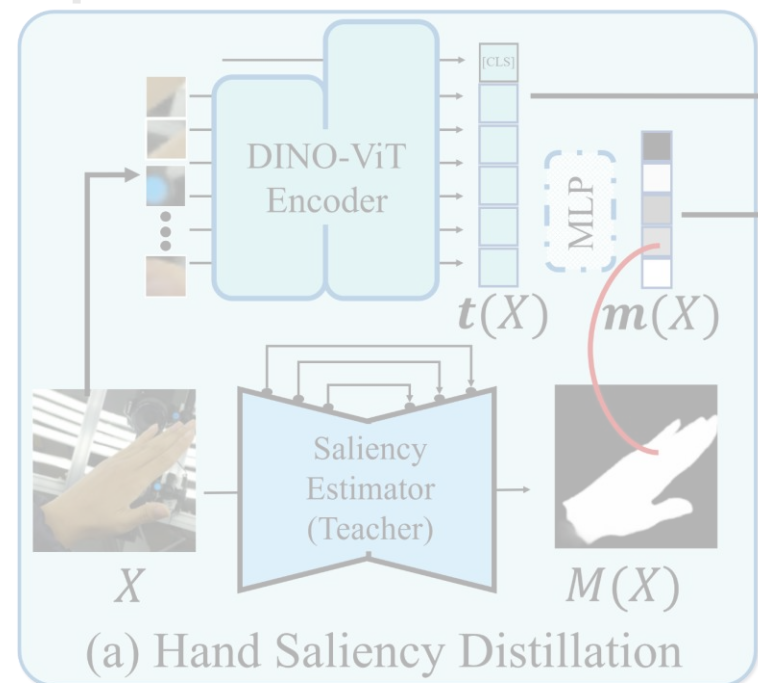 [CLS]
DINO-ViT
Encoder
MLP
t(X)
m(X)
Saliency
Estimator
(Teacher)
X
M(X)
(a) Hand Saliency Distillation